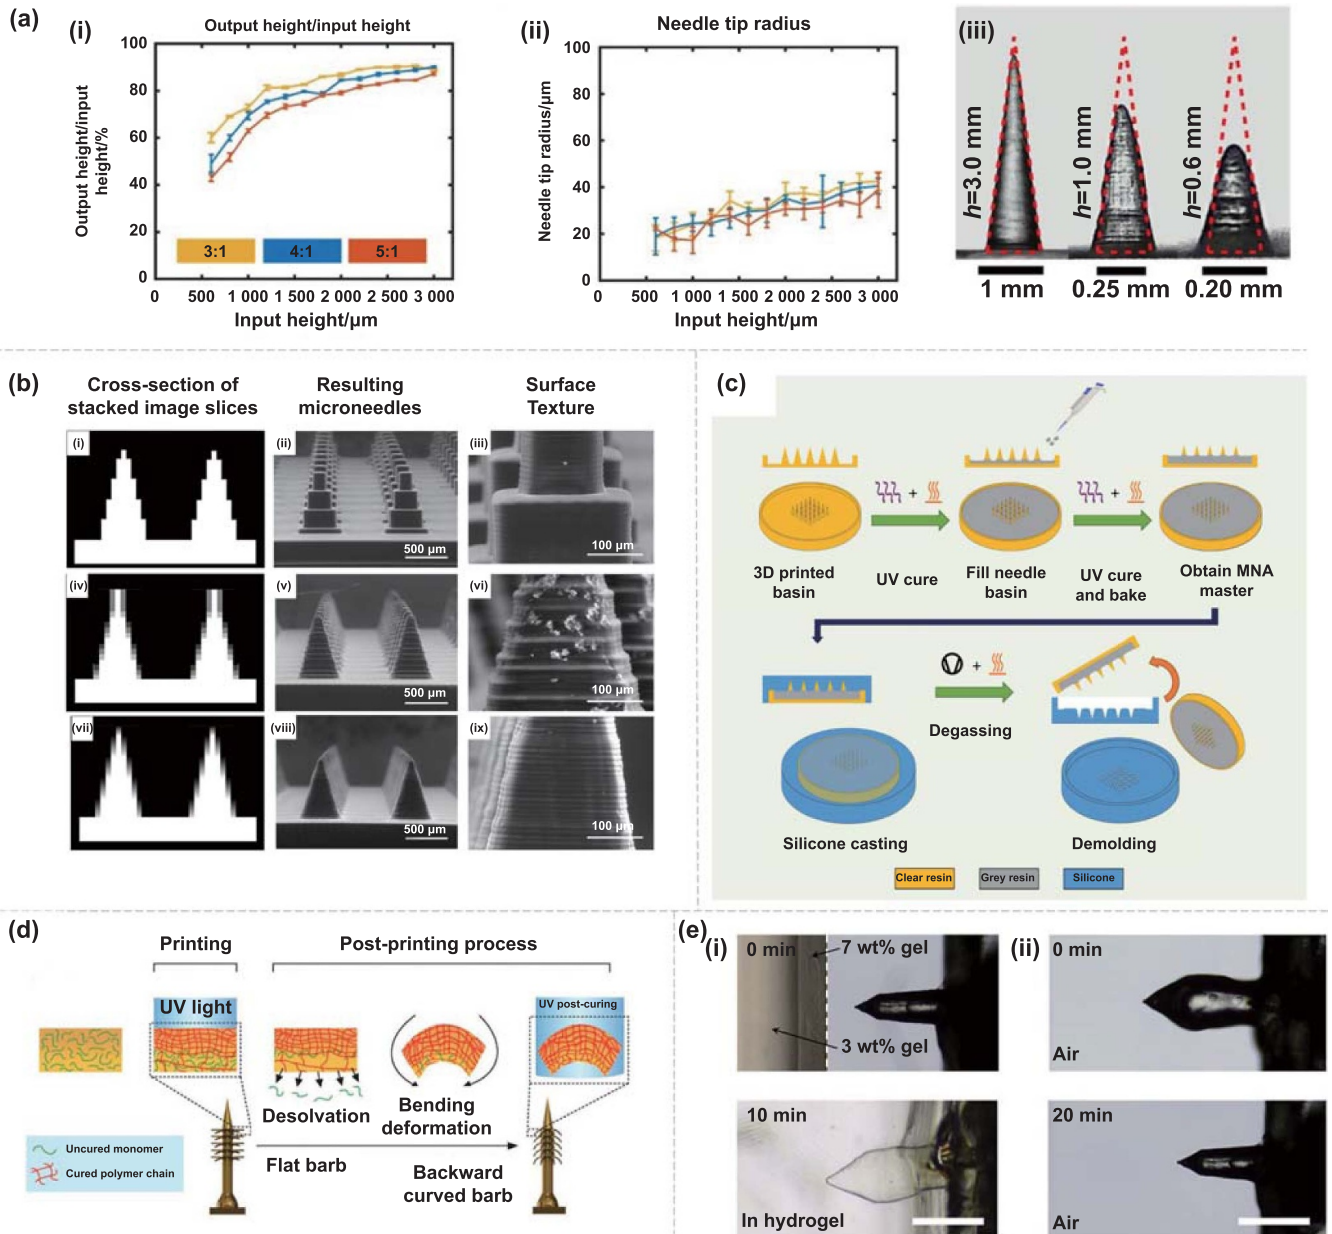 (a)
(i)
Output height/input height
Output height/input
height/%
100
80
60
40
20
0
3:1
4:1
5:1
0
500
1 000
1 500
2 000
2 500
3 000
Input height/μm
(ii)
Needle tip radius
Needle tip radius/μm
100
80
60
40
20
0
0
500
1 000
1 500
2 000
2 500
3 000
Input height/μm
(iii)
h=3.0 mm
h=1.0 mm
h=0.6 mm
1 mm
0.25 mm
0.20 mm
(b)
Cross-section of
stacked image slices
Resulting
microneedles
Surface
Texture
(i)
(ii)
500 μm
(iii)
100 μm
(iv)
(v)
500 μm
(vi)
100 μm
(vii)
(viii)
500 μm
(ix)
100 μm
(c)
+
+
3D printed
basin
UV cure
Fill needle
basin
UV cure
and bake
Obtain MNA
master
+
Degassing
Silicone casting
Demolding
Clear resin
Grey resin
Silicone
(d)
Printing
Post-printing process
UV light
UV post-curing
Desolvation
Bending
deformation
Uncured monomer
Cured polymer chain
Flat barb
Backward
curved barb
(e)
(i)
0 min
7 wt% gel
3 wt% gel
10 min
In hydrogel
(ii)
0 min
Air
20 min
Air